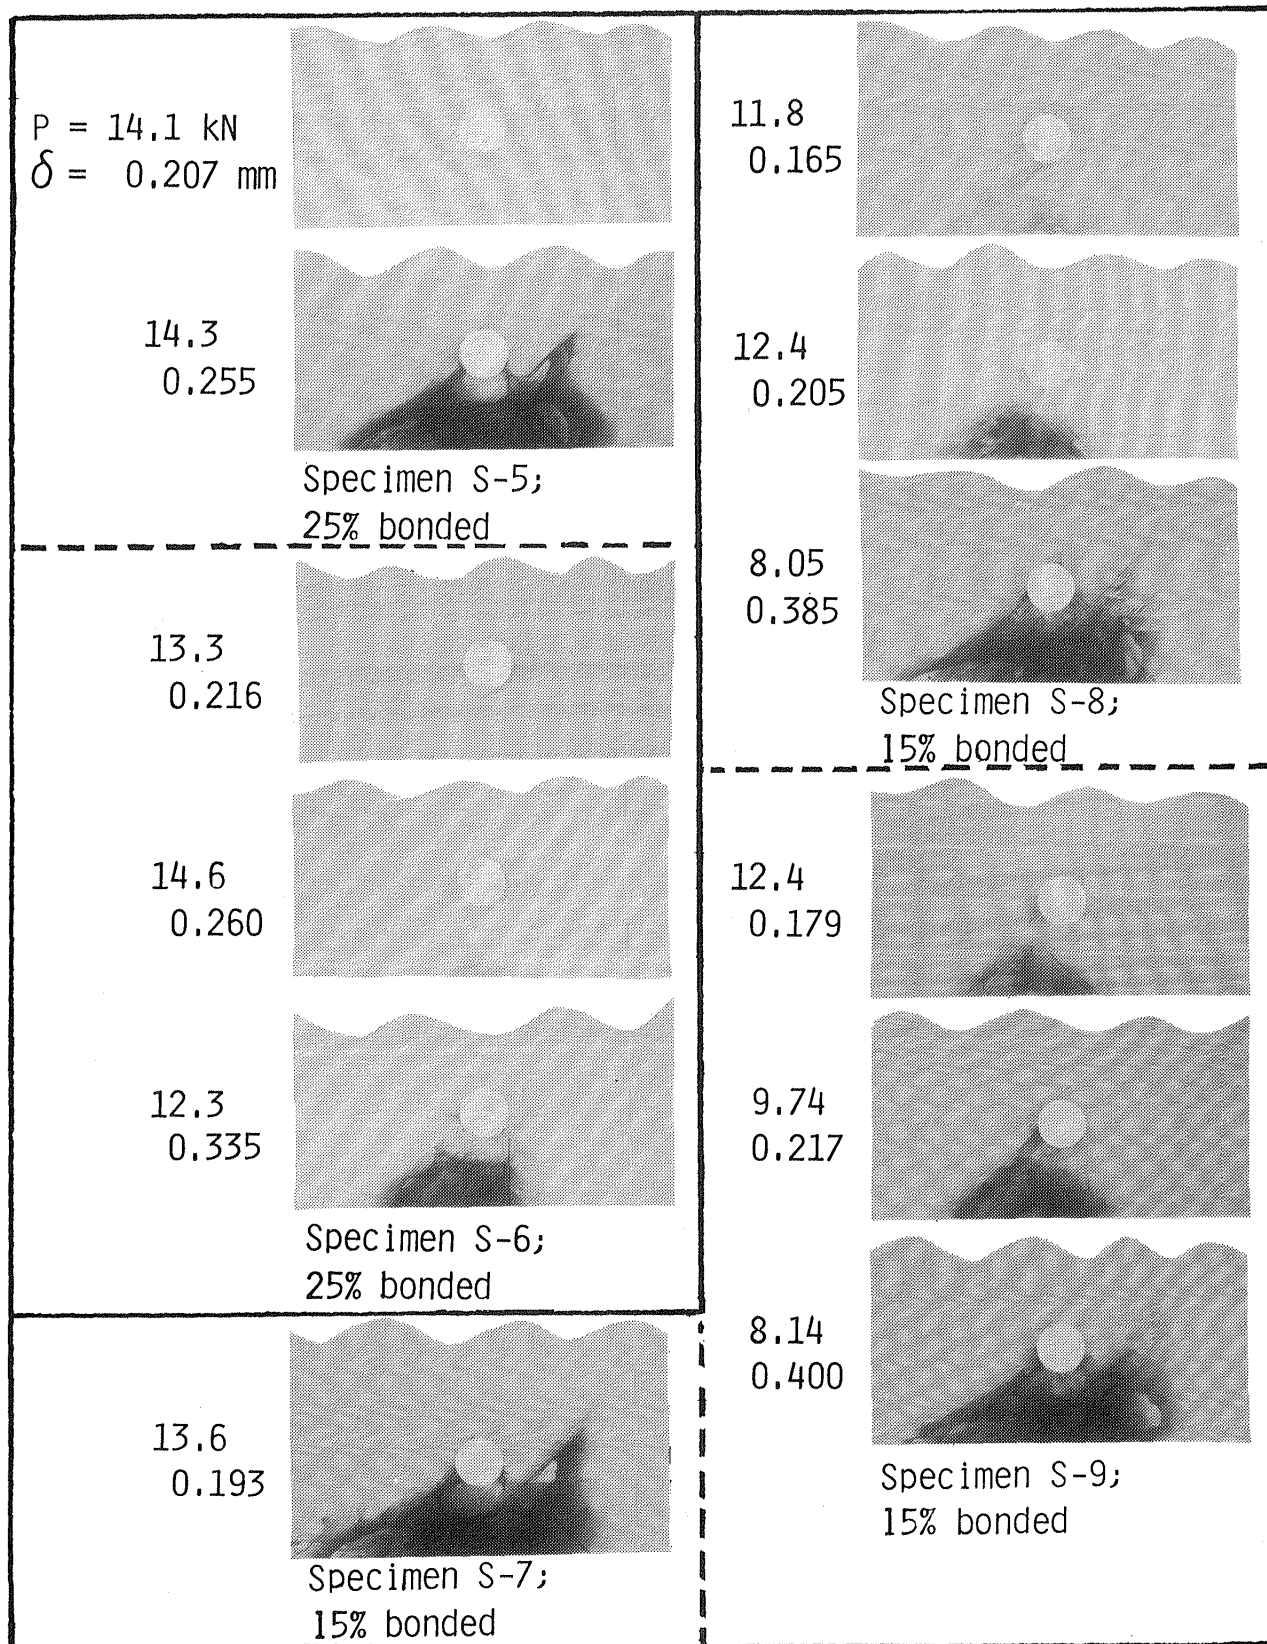 P = 14.1 kN
δ = 0.207 mm
14.3
0.255
Specimen S-5;
25% bonded
13.3
0.216
14.6
0.260
12.3
0.335
Specimen S-6;
25% bonded
13.6
0.193
Specimen S-7;
15% bonded
11.8
0.165
12.4
0.205
8.05
0.385
Specimen S-8;
15% bonded
12.4
0.179
9.74
0.217
8.14
0.400
Specimen S-9;
15% bonded